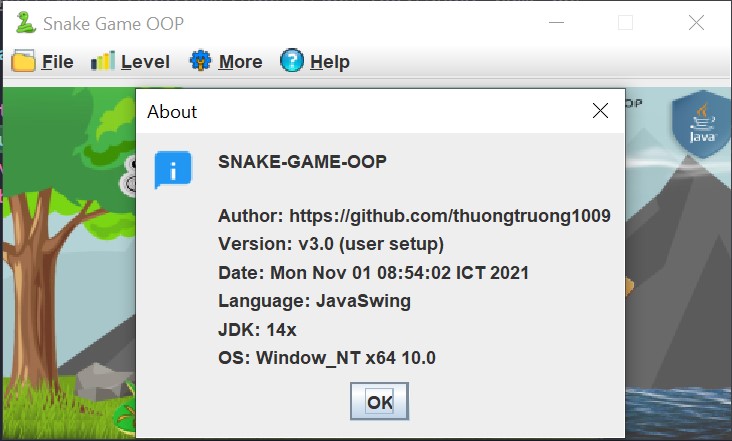 Snake Game OOP
File Level More Help
About
OP
Java
SNAKE-GAME-OOP
Author: https://github.com/thuongtruong1009
Version: v3.0 (user setup)
Date: Mon Nov 01 08:54:02 ICT 2021
Language: JavaSwing
JDK: 14x
OS: Window_NT x64 10.0
OK